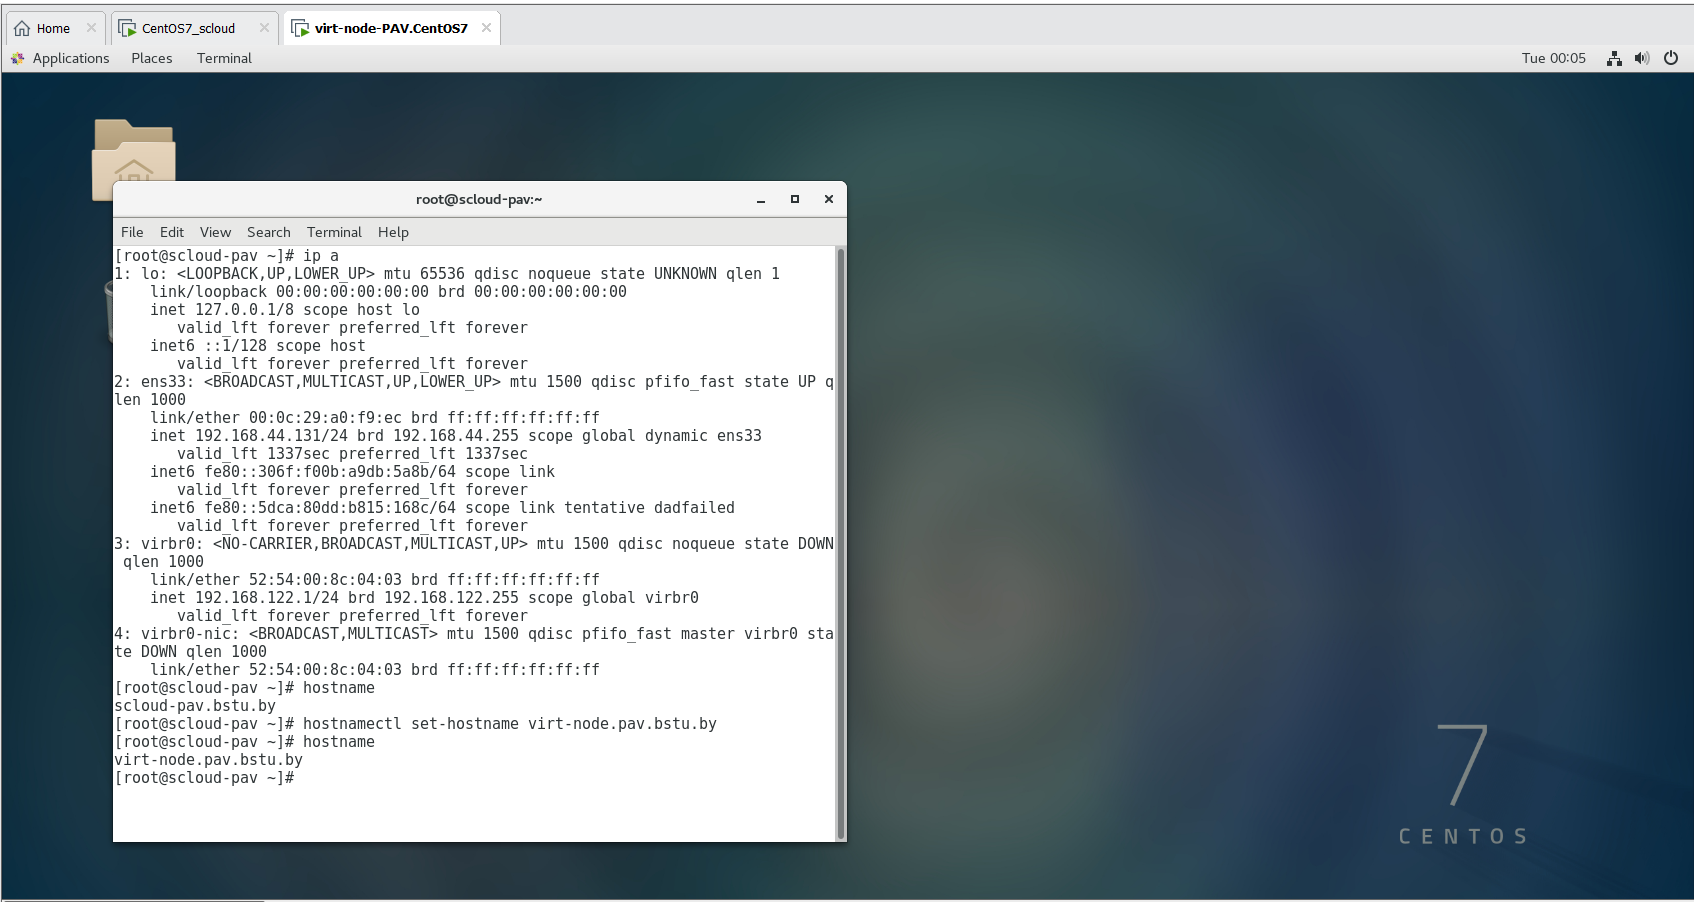 Home
CentOS7_scloud
virt-node-PAV.CentOS7
Applications Places Terminal Tue 00:05
root@scloud-pav:~
File Edit View Search Terminal Help
[root@scloud-pav ~]# ip a
1: lo: <LOOPBACK,UP,LOWER_UP> mtu 65536 qdisc noqueue state UNKNOWN qlen 1
    link/loopback 00:00:00:00:00:00 brd 00:00:00:00:00:00
    inet 127.0.0.1/8 scope host lo
       valid_lft forever preferred_lft forever
    inet6 ::1/128 scope host
       valid_lft forever preferred_lft forever
2: ens33: <BROADCAST,MULTICAST,UP,LOWER_UP> mtu 1500 qdisc pfifo_fast state UP q
len 1000
    link/ether 00:0c:29:a0:f9:ec brd ff:ff:ff:ff:ff:ff
    inet 192.168.44.131/24 brd 192.168.44.255 scope global dynamic ens33
       valid_lft 1337sec preferred_lft 1337sec
    inet6 fe80::306f:f00b:a9db:5a8b/64 scope link
       valid_lft forever preferred_lft forever
    inet6 fe80::5dca:80dd:b815:168c/64 scope link tentative dadfailed
       valid_lft forever preferred_lft forever
3: virbr0: <NO-CARRIER,BROADCAST,MULTICAST,UP> mtu 1500 qdisc noqueue state DOWN
 qlen 1000
    link/ether 52:54:00:8c:04:03 brd ff:ff:ff:ff:ff:ff
    inet 192.168.122.1/24 brd 192.168.122.255 scope global virbr0
       valid_lft forever preferred_lft forever
4: virbr0-nic: <BROADCAST,MULTICAST> mtu 1500 qdisc pfifo_fast master virbr0 sta
te DOWN qlen 1000
    link/ether 52:54:00:8c:04:03 brd ff:ff:ff:ff:ff:ff
[root@scloud-pav ~]# hostname
scloud-pav.bstu.by
[root@scloud-pav ~]# hostnamectl set-hostname virt-node.pav.bstu.by
[root@scloud-pav ~]# hostname
virt-node.pav.bstu.by
[root@scloud-pav ~]#
7
CENTOS